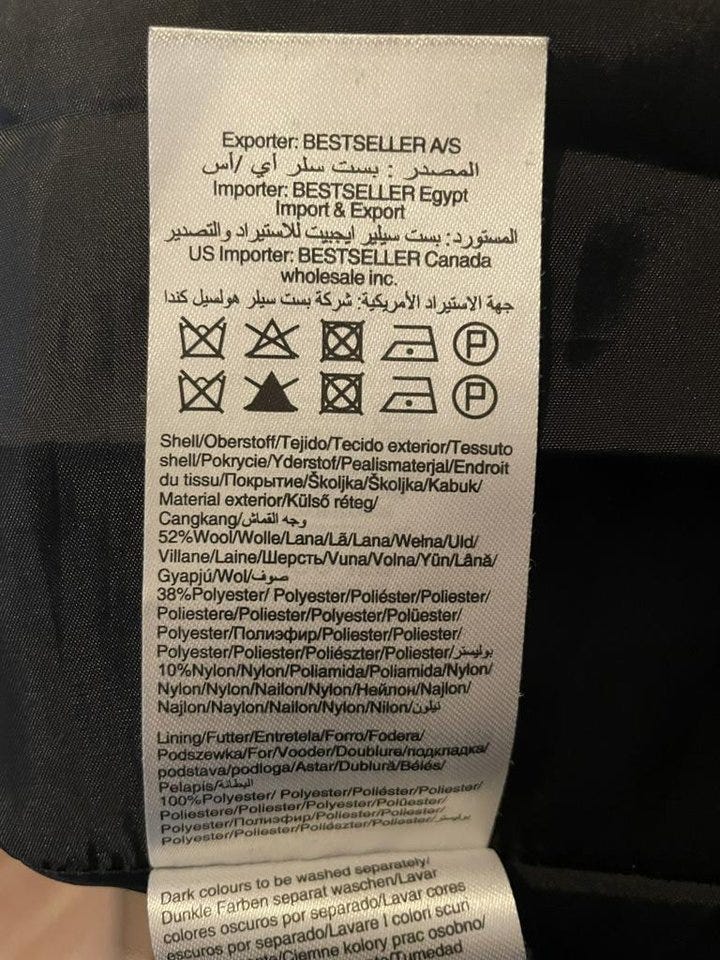 Exporter: BESTSELLER A/S
المصدر : بست سلر أي /أس
Importer: BESTSELLER Egypt
Import & Export
المستورد: بست سيلير ايجيبت للاستيراد والتصدير
US Importer: BESTSELLER Canada
wholesale inc.
جهة الاستيراد الأمريكية: شركة بست سيلر هولسيل كندا
P
P
Shell/Oberstoff/Tejido/Tecido exterior/Tessuto
shell/Pokrycie/Yderstof/Pealismaterjal/Endroit
du tissu/Покрытие/Školjka/Školjka/Kabuk/
Material exterior/Külső réteg/
Cangkang/وجه القماش
52%Wool/Wolle/Lana/Lã/Lana/Wełna/Uld/
Villane/Laine/Шерсть/Vuna/Volna/Yün/Lână/
Gyapjú/Wol/صوف
38%Polyester/ Polyester/Poliéster/Poliester/
Poliestere/Poliester/Polyester/Polüester/
Polyester/Полиэфир/Poliester/Poliester/
Polyester/Poliester/Poliészter/Poliester/بوليستر
10%Nylon/Nylon/Poliamida/Poliamida/Nylon/
Nylon/Nylon/Nailon/Nylon/Нейлон/Najlon/
Najlon/Naylon/Nailon/Nylon/Nilon/نيلون
Lining/Futter/Entretela/Forro/Fodera/
Podszewka/For/Vooder/Doublure/подкладка/
podstava/podloga/Astar/Dublură/Bélés/
Pelapis/البطانة
100%Polyester/ Polyester/Poliéster/Poliester/
Poliestere/Poliester/Polyester/Polüester/
Polyester/Полиэфир/Poliester/Poliester/
Polyester/Poliester/Poliészter/Poliester/بوليستر
Dark colours to be washed separately/
Dunkle Farben separat waschen/Lavar
colores oscuros por separado/Lavar cores
escuros por separado/Lavare I colori scuri
/Ciemne kolory prac osobno/
/Tumedad